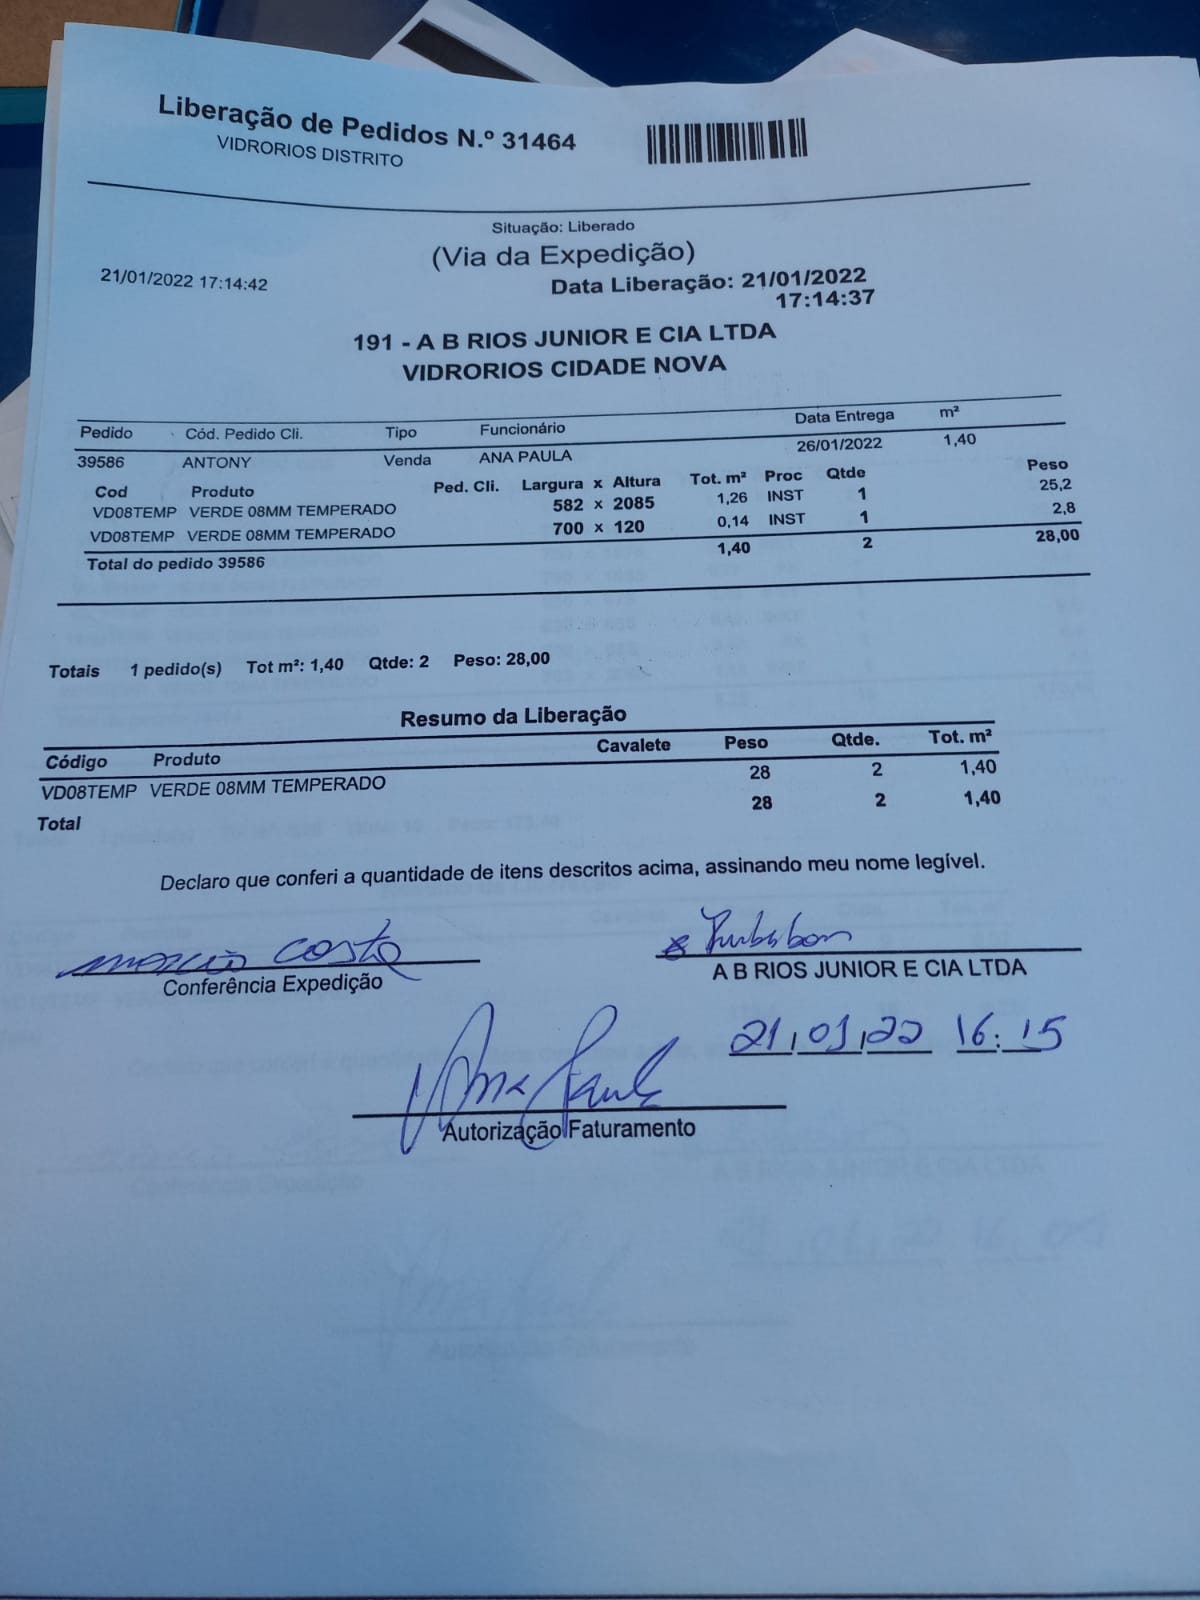 Liberação de Pedidos N.º 31464
VIDRORIOS DISTRITO
Situação: Liberado
(Via da Expedição)
21/01/2022 17:14:42
Data Liberação: 21/01/2022
17:14:37
191 - A B RIOS JUNIOR E CIA LTDA
VIDRORIOS CIDADE NOVA
Pedido Cód. Pedido Cli. Tipo Funcionário Data Entrega m²
39586 ANTONY Venda ANA PAULA 26/01/2022 1,40
Cod Produto Ped. Cli. Largura x Altura Tot. m² Proc Qtde Peso
VD08TEMP VERDE 08MM TEMPERADO 582 x 2085 1,26 INST 1 25,2
VD08TEMP VERDE 08MM TEMPERADO 700 x 120 0,14 INST 1 2,8
Total do pedido 39586 1,40 2 28,00
Totais 1 pedido(s) Tot m²: 1,40 Qtde: 2 Peso: 28,00
Resumo da Liberação
Código Produto Cavalete Peso Qtde. Tot. m²
VD08TEMP VERDE 08MM TEMPERADO 28 2 1,40
Total 28 2 1,40
Declaro que conferi a quantidade de itens descritos acima, assinando meu nome legível.
Marcio Costa
Conferência Expedição
A B RIOS JUNIOR E CIA LTDA
21,01,22 16:15
Ana Paula
Autorização Faturamento